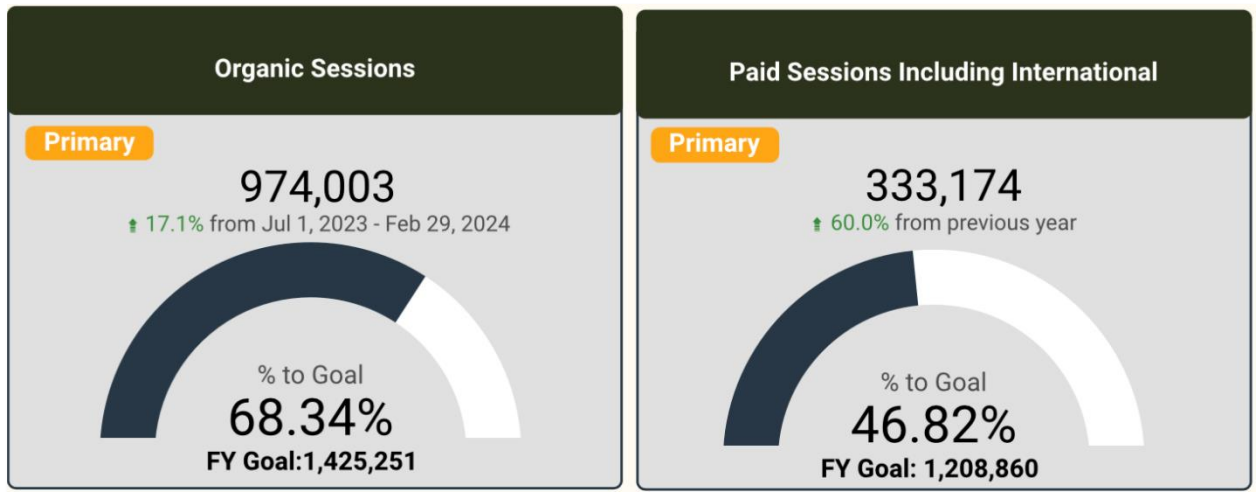 Organic Sessions
Primary
974,003
⬆ 17.1% from Jul 1, 2023 - Feb 29, 2024
% to Goal
68.34%
FY Goal:1,425,251
Paid Sessions Including International
Primary
333,174
⬆ 60.0% from previous year
% to Goal
46.82%
FY Goal: 1,208,860